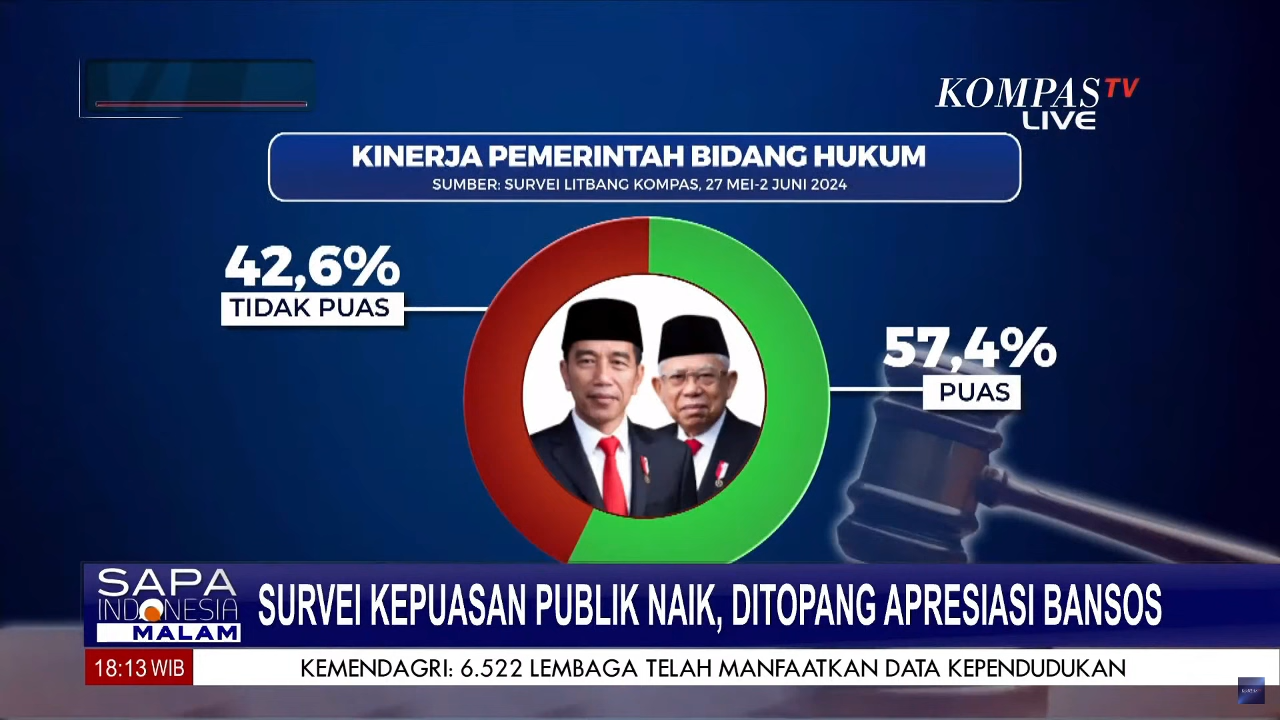 KOMPAS TV
LIVE
KINERJA PEMERINTAH BIDANG HUKUM
SUMBER: SURVEI LITBANG KOMPAS, 27 MEI-2 JUNI 2024
42,6%
TIDAK PUAS
57,4%
PUAS
SAPA
INDONESIA
MALAM
SURVEI KEPUASAN PUBLIK NAIK, DITOPANG APRESIASI BANSOS
18:13 WIB
KEMENDAGRI: 6.522 LEMBAGA TELAH MANFAATKAN DATA KEPENDUDUKAN